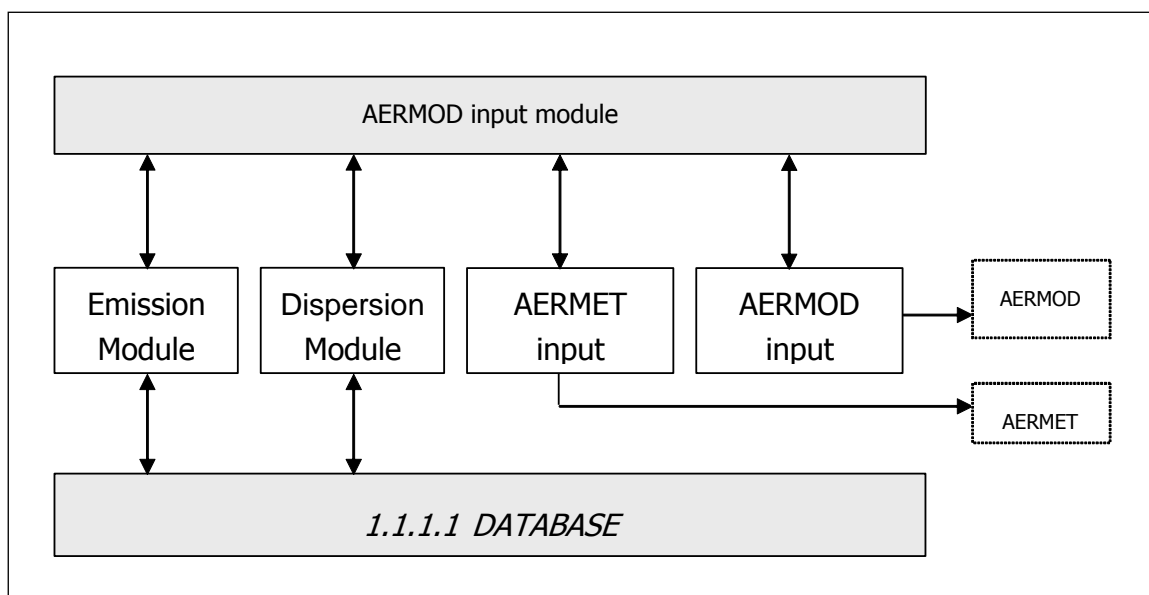 AERMOD input module
Emission
Module
Dispersion
Module
AERMET
input
AERMOD
input
AERMOD
AERMET
1.1.1.1 DATABASE